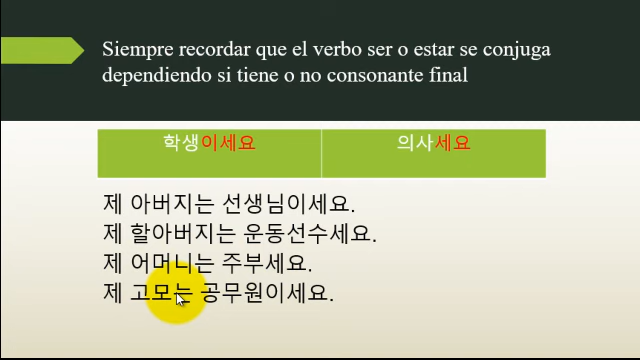 Siempre recordar que el verbo ser o estar se conjuga
dependiendo si tiene o no consonante final
학생이세요 의사세요
제 아버지는 선생님이세요.
제 할아버지는 운동선수세요.
제 어머니는 주부세요.
제 고모는 공무원이세요.